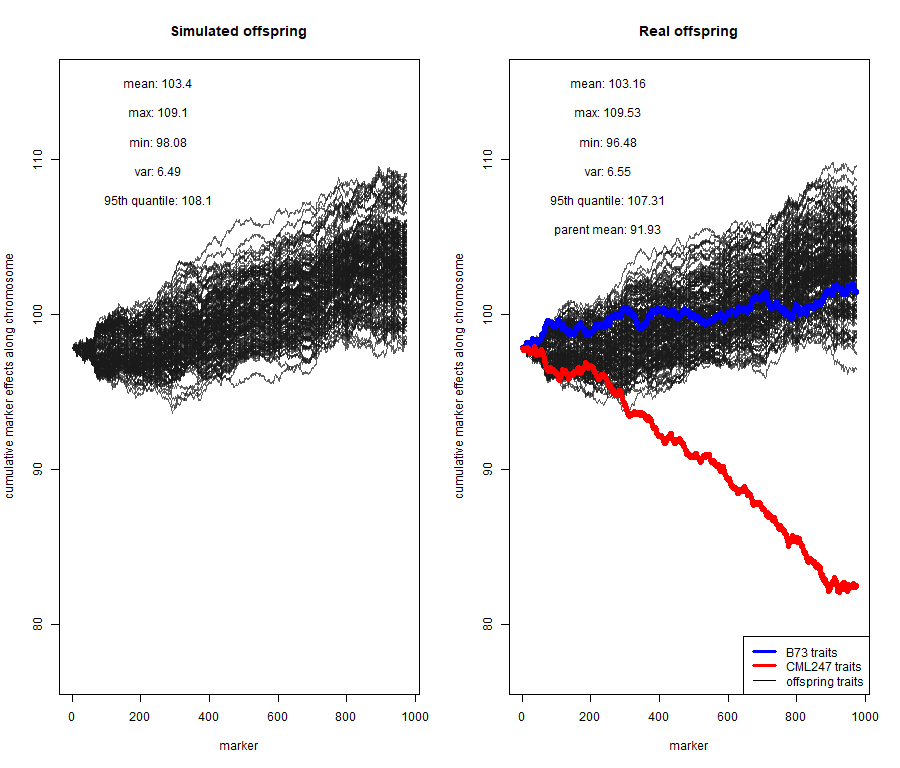 Simulated offspring
mean: 103.4
max: 109.1
min: 98.08
var: 6.49
95th quantile: 108.1
cumulative marker effects along chromosome
110
100
90
80
0 200 400 600 800 1000
marker
Real offspring
mean: 103.16
max: 109.53
min: 96.48
var: 6.55
95th quantile: 107.31
parent mean: 91.93
cumulative marker effects along chromosome
110
100
90
80
B73 traits
CML247 traits
offspring traits
0 200 400 600 800 1000
marker